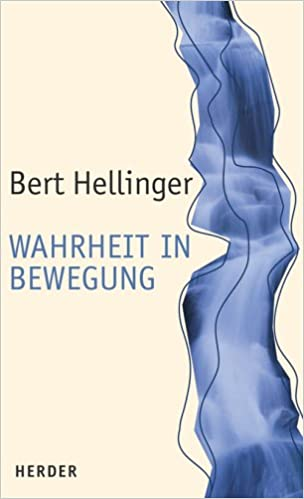 Bert Hellinger
WAHRHEIT IN
BEWEGUNG
HERDER